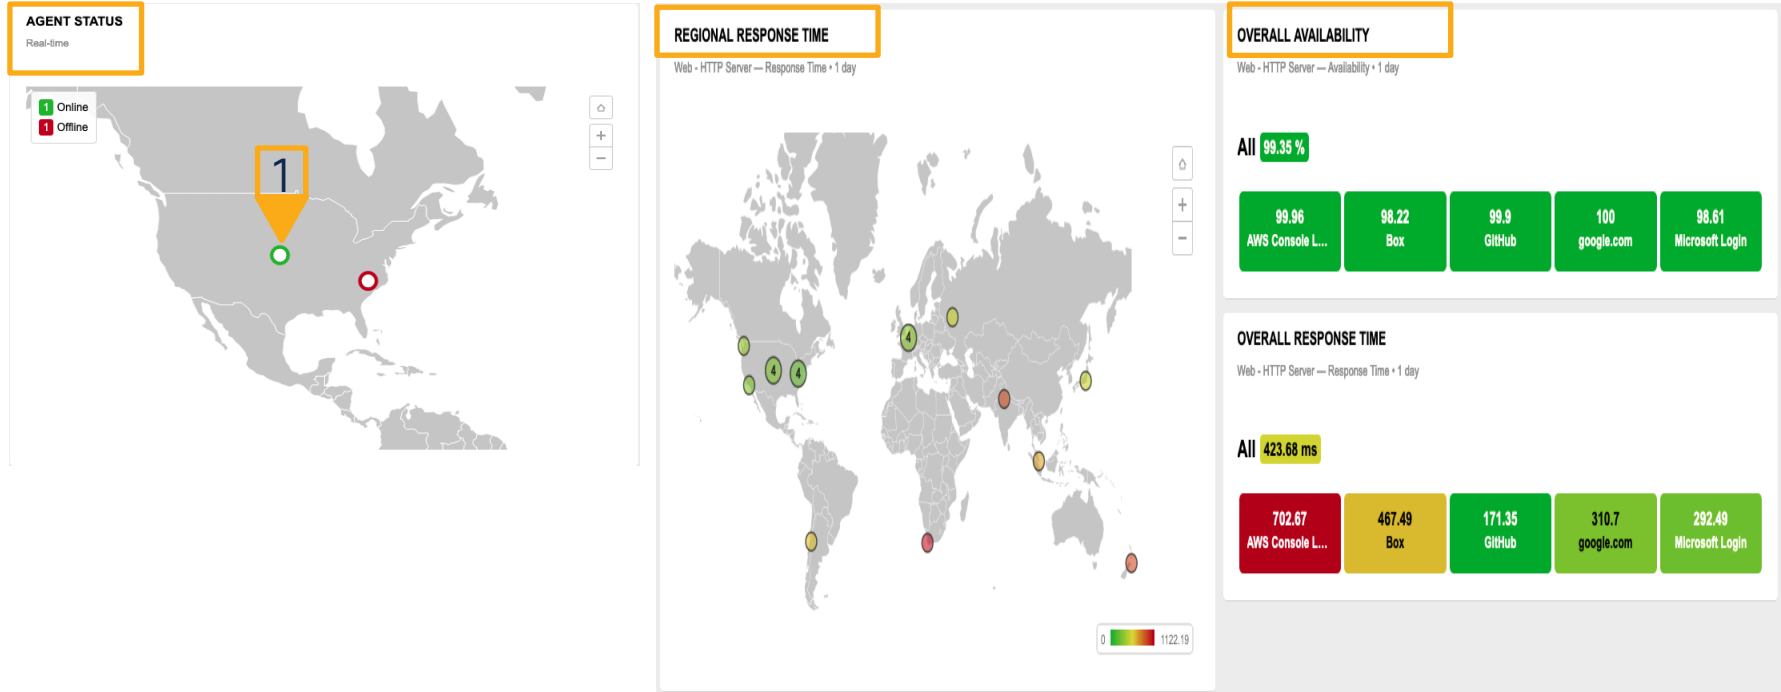 AGENT STATUS
Real-time
1 Online
1 Offline
+
−
1
REGIONAL RESPONSE TIME
Web - HTTP Server — Response Time • 1 day
+
−
4
4
4
0 1122.19
OVERALL AVAILABILITY
Web - HTTP Server — Availability • 1 day
All 99.35 %
99.96
AWS Console L...
98.22
Box
99.9
GitHub
100
google.com
98.61
Microsoft Login
OVERALL RESPONSE TIME
Web - HTTP Server — Response Time • 1 day
All 423.68 ms
702.67
AWS Console L...
467.49
Box
171.35
GitHub
310.7
google.com
292.49
Microsoft Login